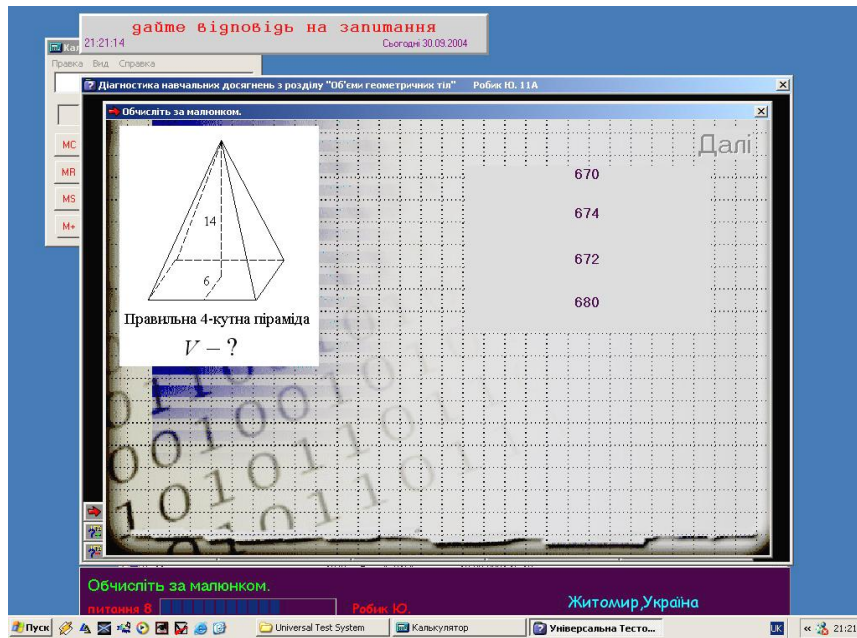 дайте відповідь на запитання
21:21:14
Сьогодні 30.09.2004
Правка Вид Справка
Діагностика навчальних досягнень з розділу "Об'єми геометричних тіл" Робик Ю. 11А
Обчисліть за малюнком.
MC
MR
MS
M+
Далі
14
6
Правильна 4-кутна піраміда
V – ?
670
674
672
680
Обчисліть за малюнком.
питання 8
Робик Ю.
Житомир,Україна
Пуск
Universal Test System
Калькулятор
Універсальна Тесто...
UK
21:21